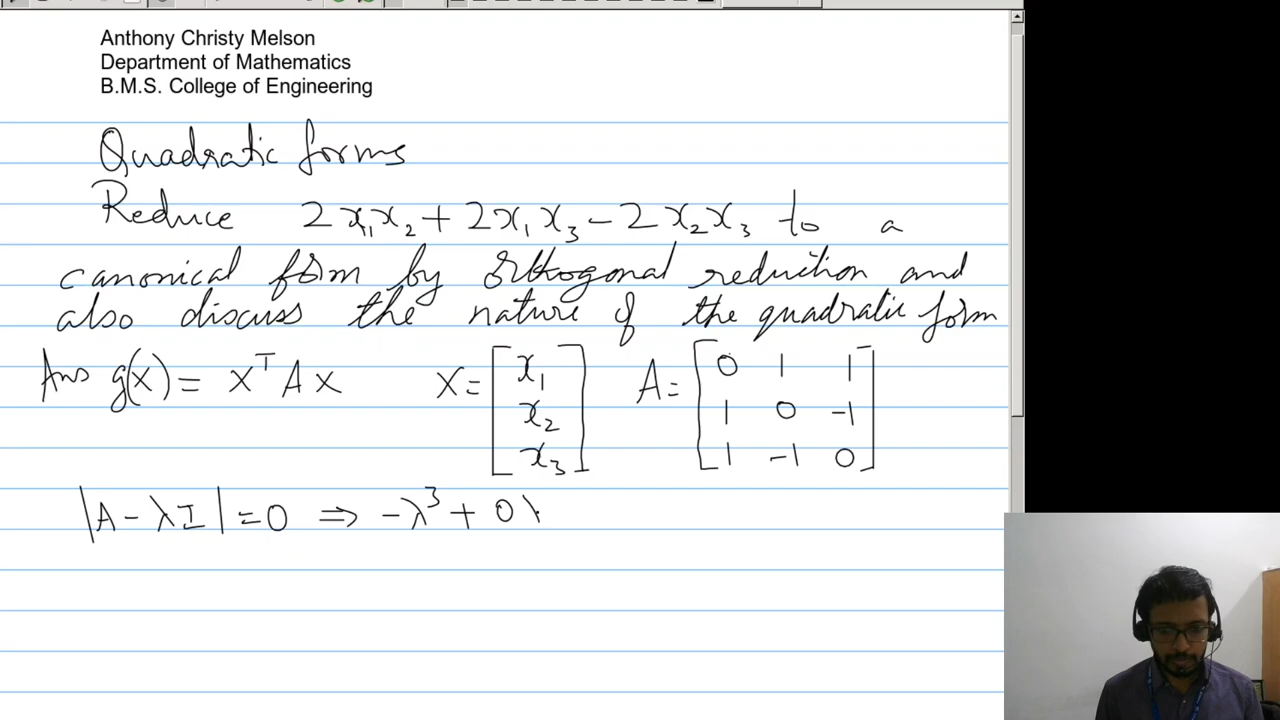 Anthony Christy Melson
Department of Mathematics
B.M.S. College of Engineering
Quadratic forms
Reduce 2x₁x₂ + 2x₁x₃ - 2x₂x₃ to a
canonical form by orthogonal reduction and
also discuss the nature of the quadratic form
Ans g(X) = XᵀAX X = [x₁ x₂ x₃] A = [0 1 1
1 0 -1
1 -1 0]
|A - λI| = 0 ⇒ -λ³ + 0λ